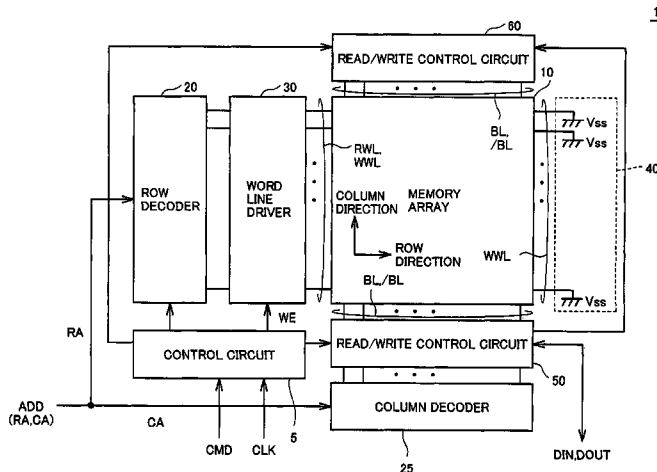 1
60
READ/WRITE CONTROL CIRCUIT
20
30
10
BL,
/BL
Vss
Vss
RWL,
WWL
40
ROW
DECODER
WORD
LINE
DRIVER
COLUMN
DIRECTION
MEMORY
ARRAY
ROW
DIRECTION
WWL
BL,/BL
Vss
RA
WE
CONTROL CIRCUIT
READ/WRITE CONTROL CIRCUIT
50
ADD
(RA,CA)
CA
5
COLUMN DECODER
CMD
CLK
25
DIN,DOUT